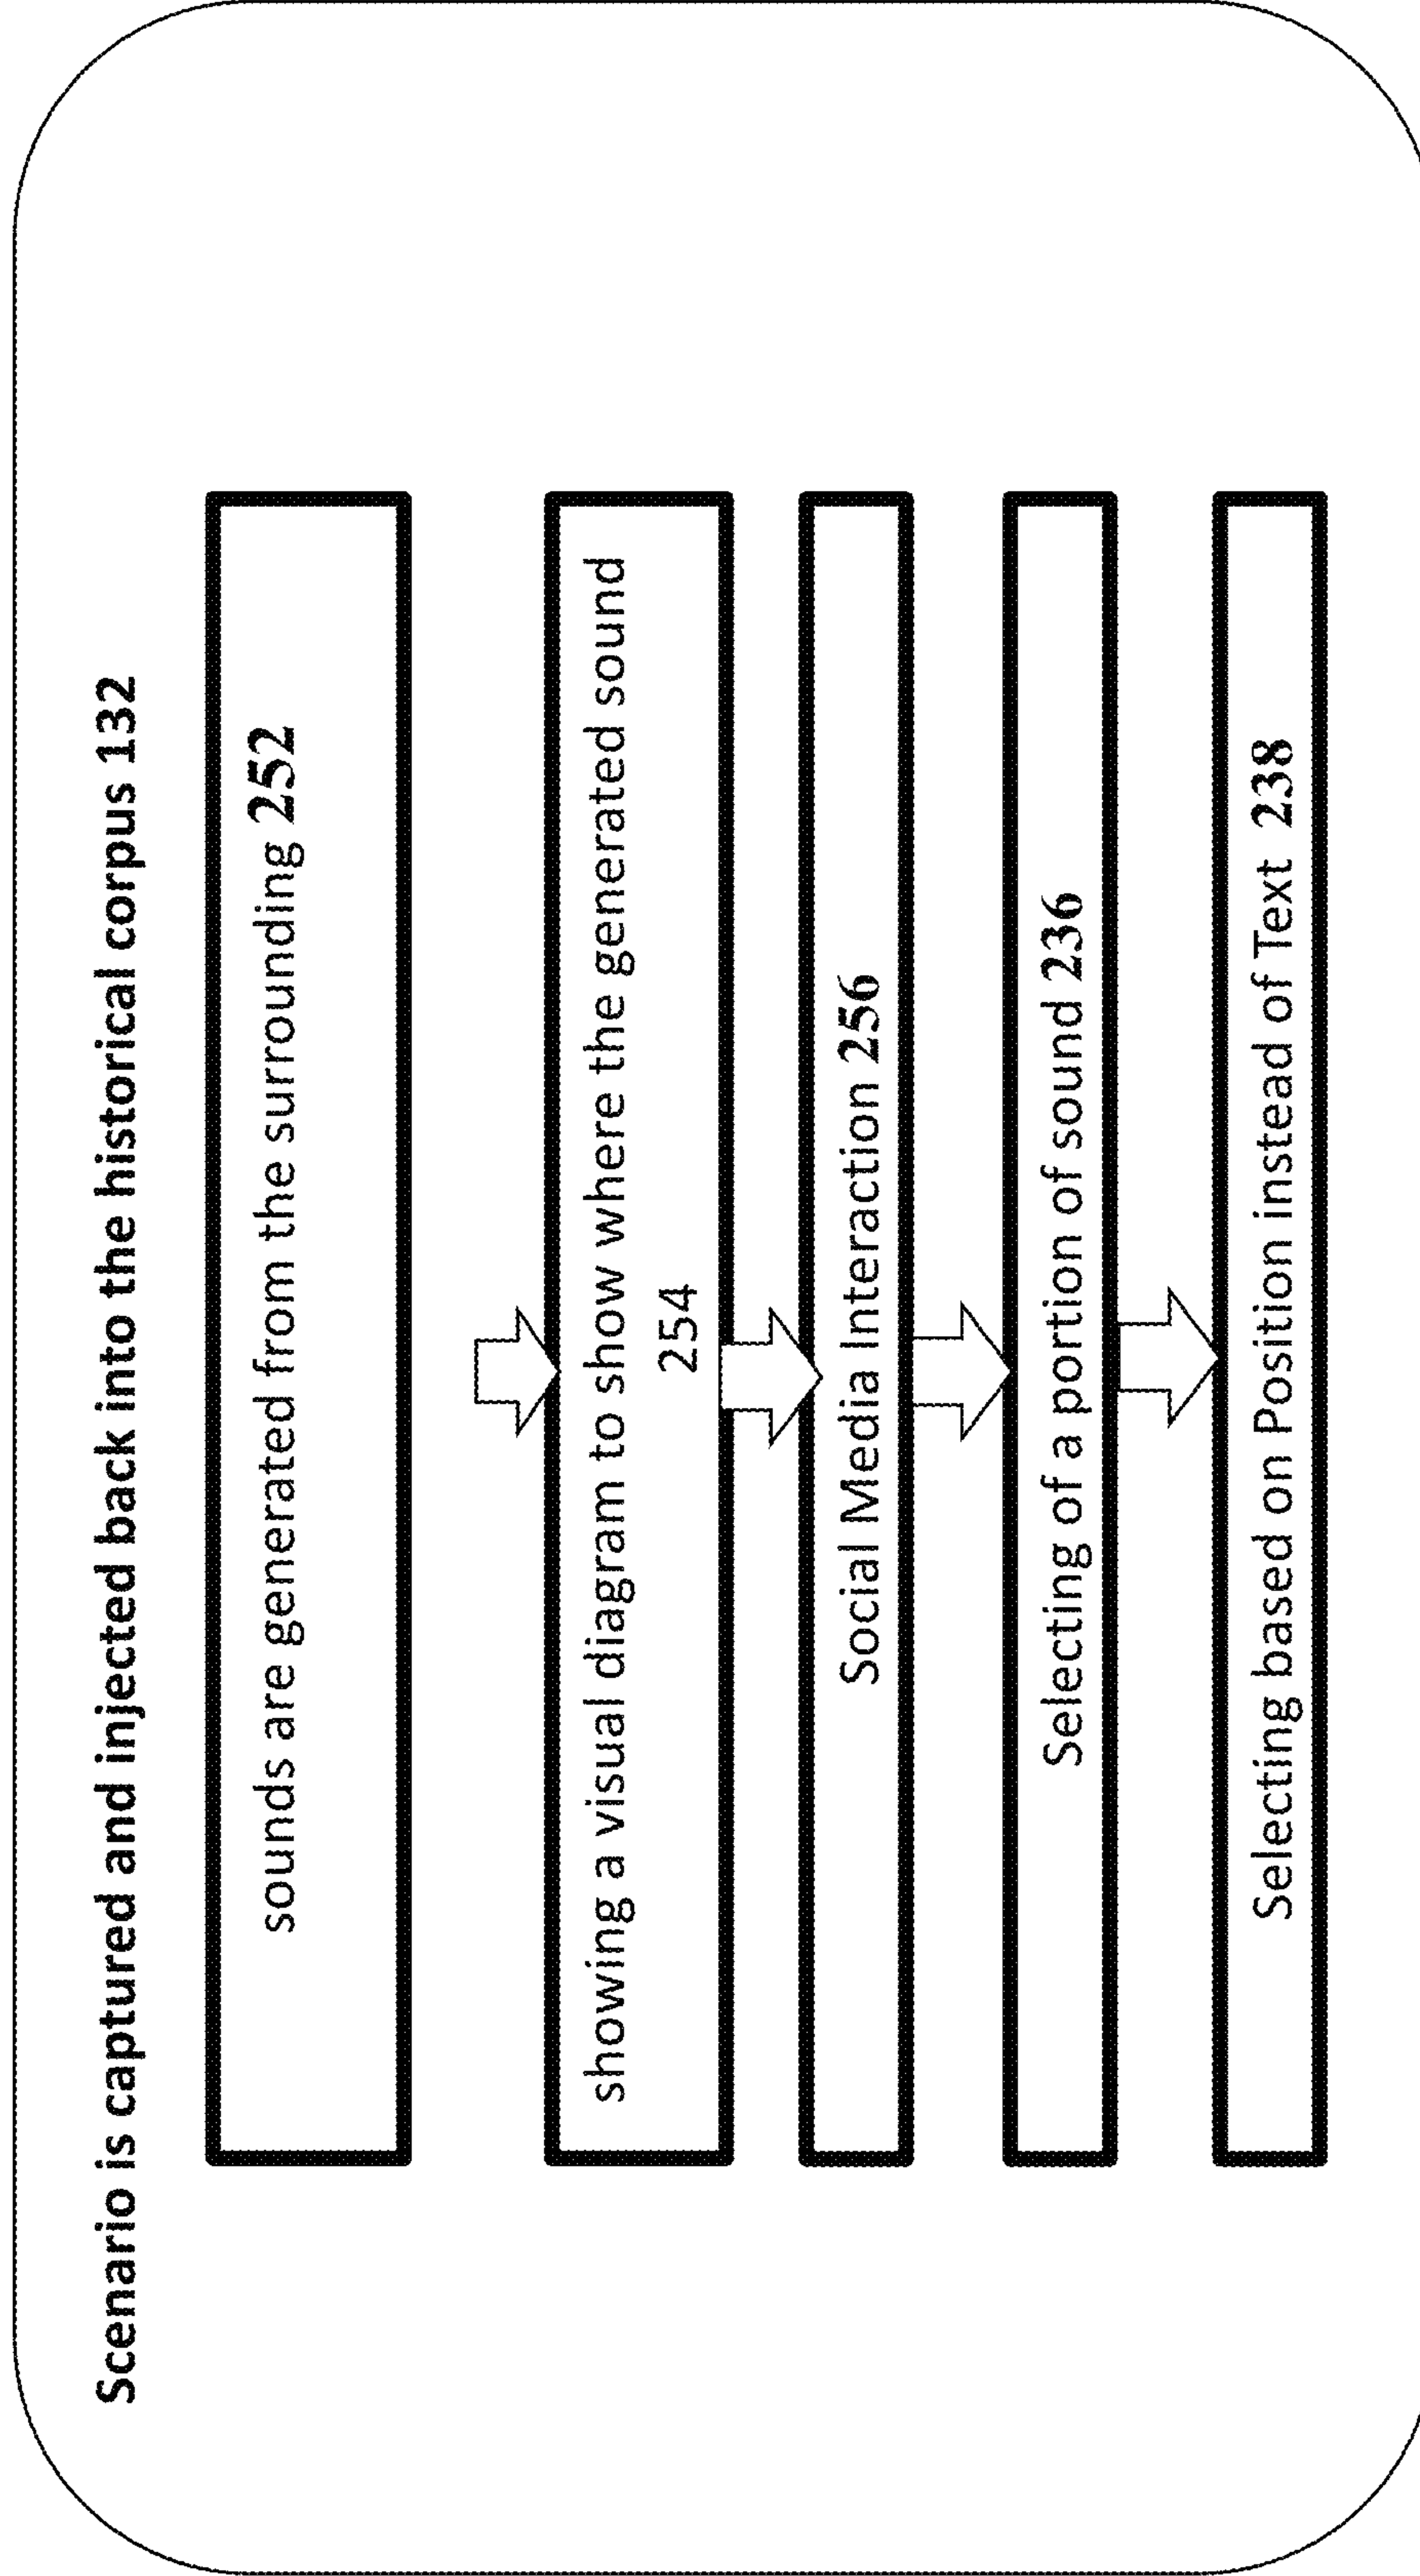 Scenario is captured and injected back into the historical corpus 132
sounds are generated from the surrounding 252
showing a visual diagram to show where the generated sound
254
Social Media Interaction 256
Selecting of a portion of sound 236
Selecting based on Position instead of Text 238